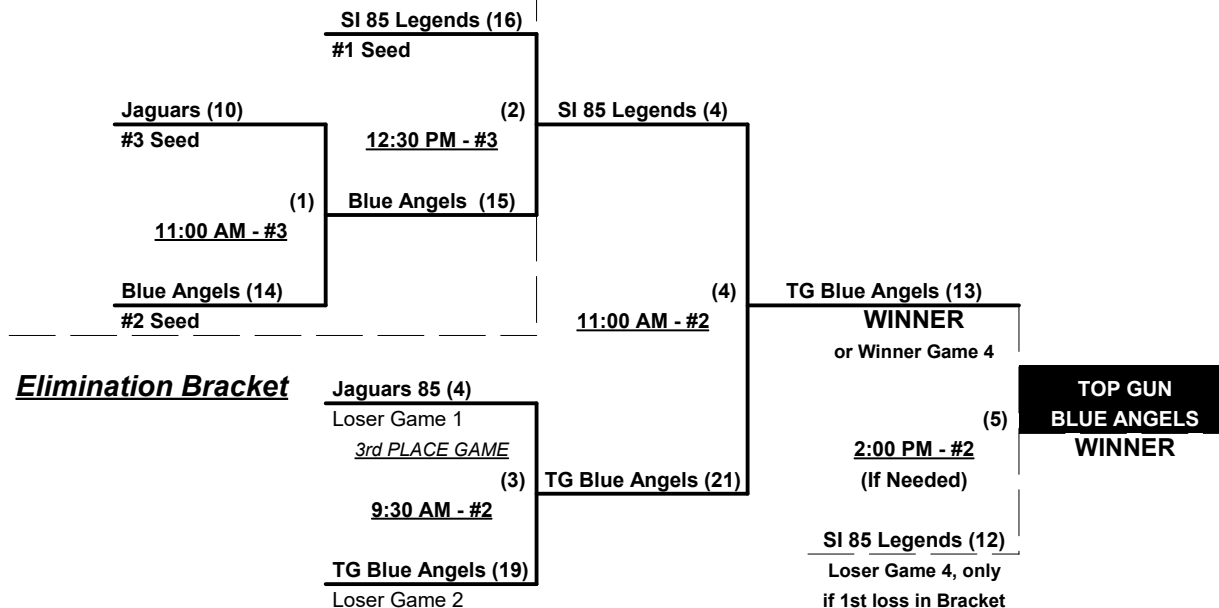 SI 85 Legends (16)
#1 Seed
Jaguars (10)
#3 Seed
(2)
12:30 PM - #3
SI 85 Legends (4)
(1)
11:00 AM - #3
Blue Angels (15)
Blue Angels (14)
#2 Seed
(4)
11:00 AM - #2
TG Blue Angels (13)
WINNER
or Winner Game 4
Elimination Bracket
Jaguars 85 (4)
Loser Game 1
3rd PLACE GAME
(3)
9:30 AM - #2
TG Blue Angels (21)
TG Blue Angels (19)
Loser Game 2
(5)
2:00 PM - #2
(If Needed)
TOP GUN
BLUE ANGELS
WINNER
SI 85 Legends (12)
Loser Game 4, only
if 1st loss in Bracket